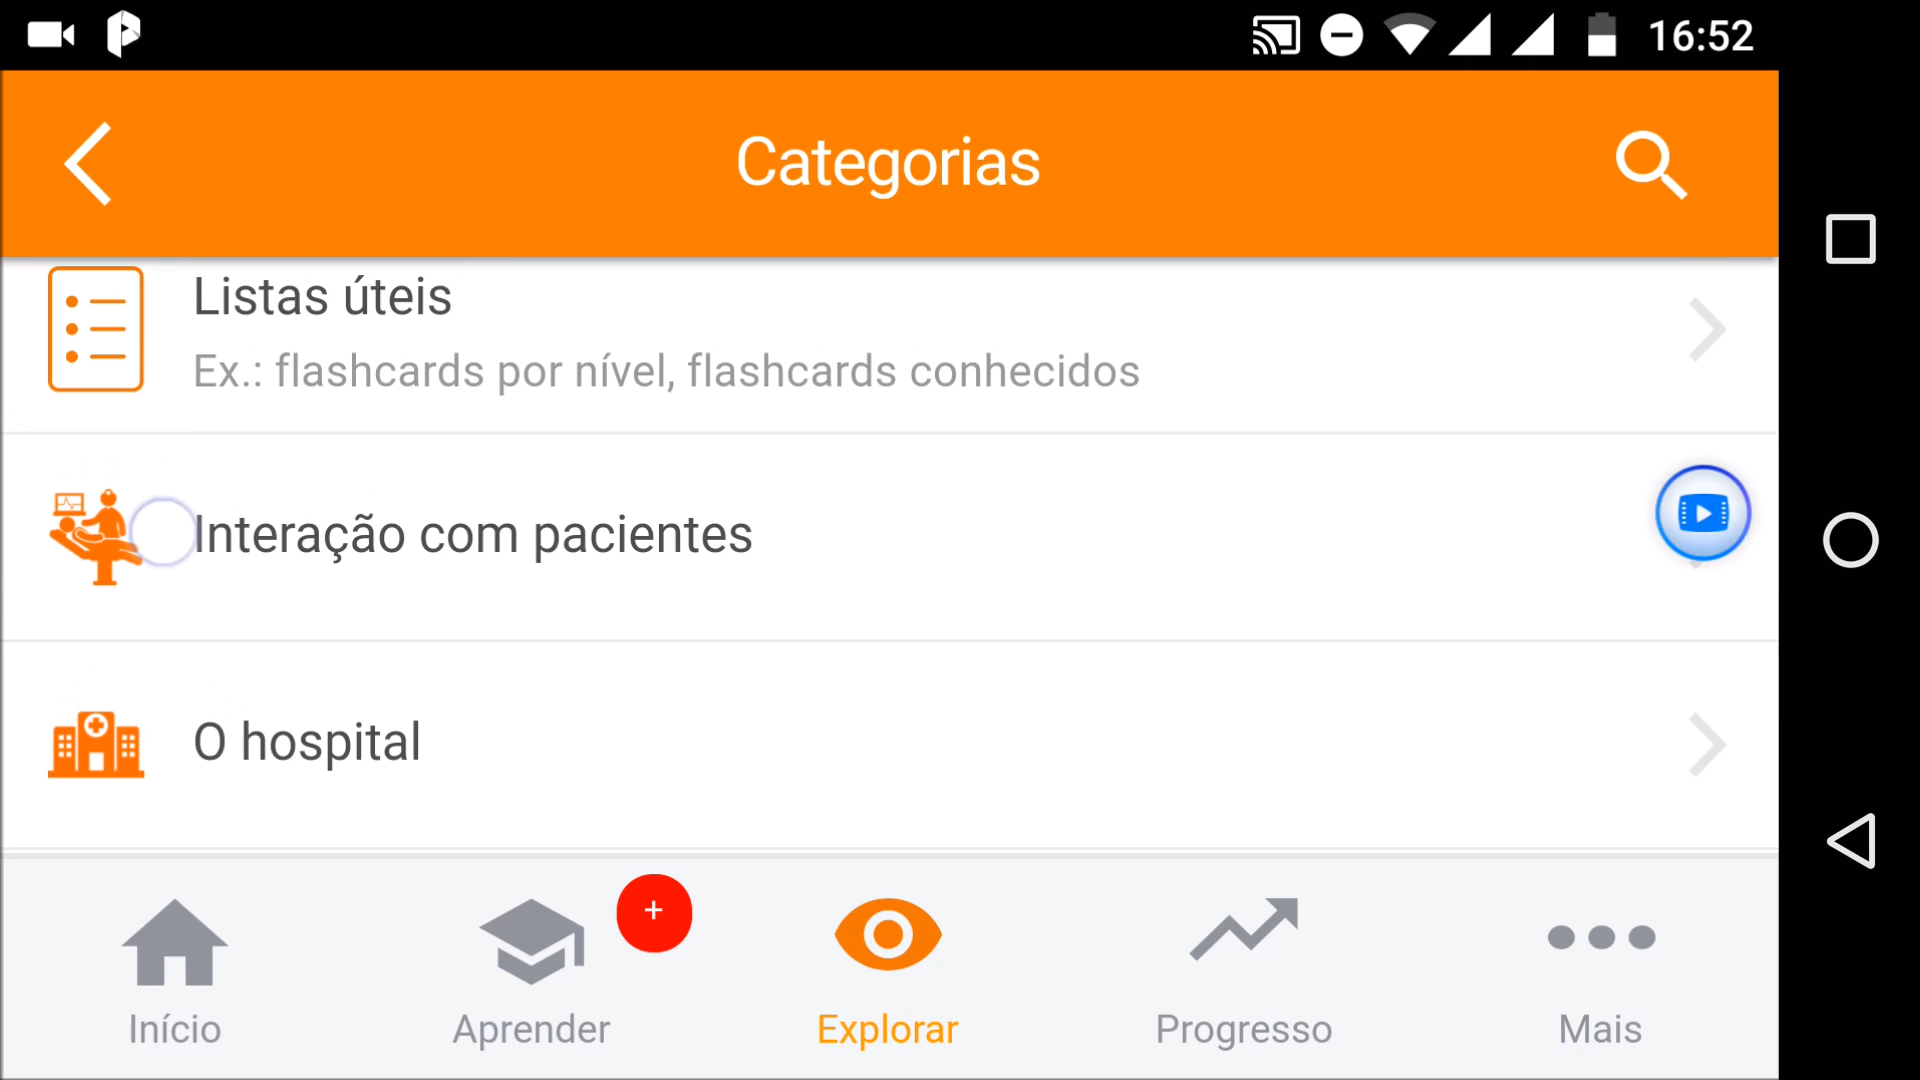 16:52
Categorias
Listas úteis
Ex.: flashcards por nível, flashcards conhecidos
Interação com pacientes
O hospital
+
Início
Aprender
Explorar
Progresso
Mais